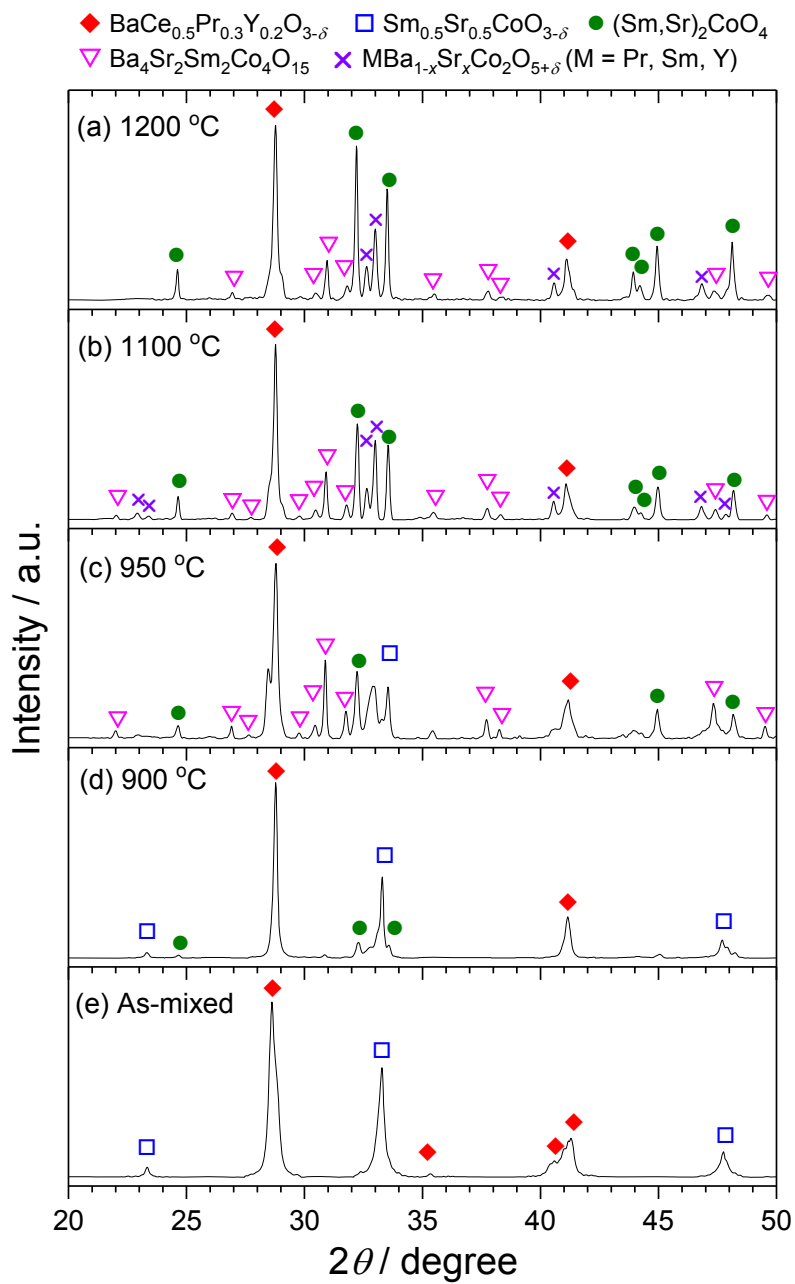 BaCe₀.₅Pr₀.₃Y₀.₂O₃₋δ Sm₀.₅Sr₀.₅CoO₃₋δ (Sm,Sr)₂CoO₄
Ba₄Sr₂Sm₂Co₄O₁₅ MBa₁₋ₓSrₓCo₂O₅₊δ (M = Pr, Sm, Y)
(a) 1200 °C
(b) 1100 °C
(c) 950 °C
(d) 900 °C
(e) As-mixed
Intensity / a.u.
20 25 30 35 40 45 50
2θ / degree